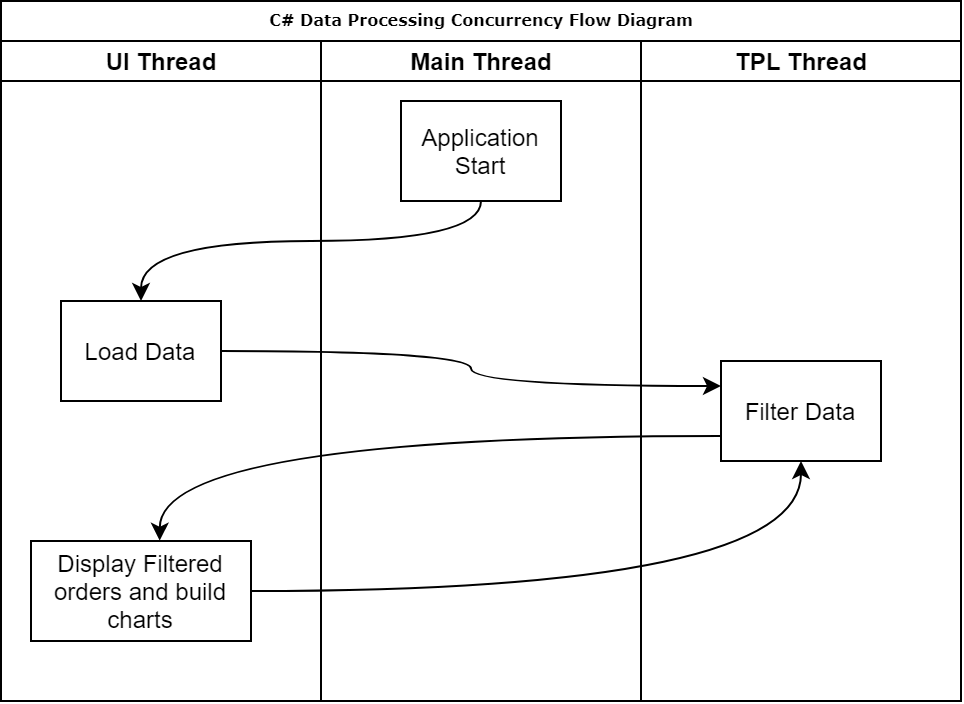 C# Data Processing Concurrency Flow Diagram
UI Thread
Main Thread
TPL Thread
Application
Start
Load Data
Filter Data
Display Filtered
orders and build
charts